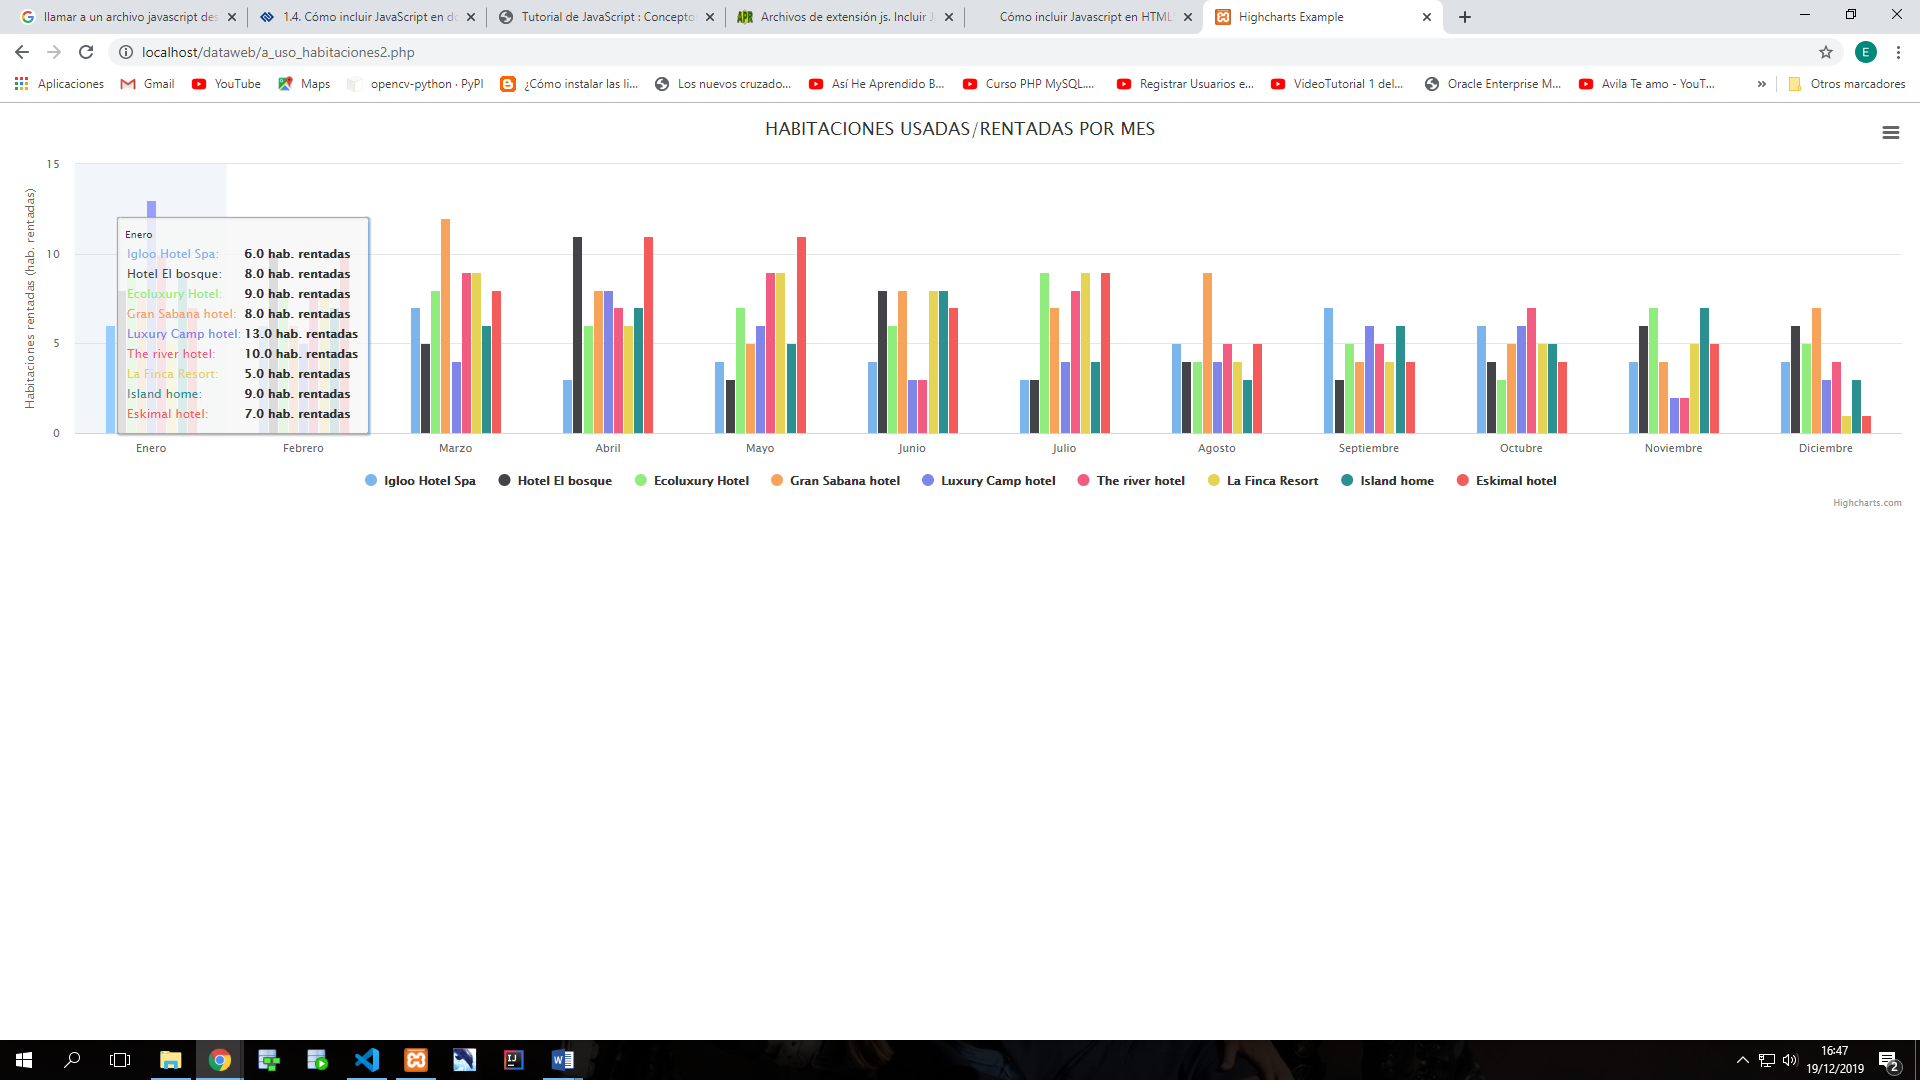 llamar a un archivo javascript des
1.4. Cómo incluir JavaScript en do
Tutorial de JavaScript : Concepto
APR Archivos de extensión js. Incluir J
Cómo incluir Javascript en HTML
Highcharts Example
localhost/dataweb/a_uso_habitaciones2.php
E
Aplicaciones
Gmail
YouTube
Maps
opencv-python · PyPI
¿Cómo instalar las li...
Los nuevos cruzado...
Así He Aprendido B...
Curso PHP MySQL....
Registrar Usuarios e...
VideoTutorial 1 del...
Oracle Enterprise M...
Avila Te amo - YouT...
»
Otros marcadores
HABITACIONES USADAS/RENTADAS POR MES
Habitaciones rentadas (hab. rentadas)
15
10
5
0
Enero
Igloo Hotel Spa: 6.0 hab. rentadas
Hotel El bosque: 8.0 hab. rentadas
Ecoluxury Hotel: 9.0 hab. rentadas
Gran Sabana hotel: 8.0 hab. rentadas
Luxury Camp hotel: 13.0 hab. rentadas
The river hotel: 10.0 hab. rentadas
La Finca Resort: 5.0 hab. rentadas
Island home: 9.0 hab. rentadas
Eskimal hotel: 7.0 hab. rentadas
Enero Febrero Marzo Abril Mayo Junio Julio Agosto Septiembre Octubre Noviembre Diciembre
Igloo Hotel Spa Hotel El bosque Ecoluxury Hotel Gran Sabana hotel Luxury Camp hotel The river hotel La Finca Resort Island home Eskimal hotel
Highcharts.com
16:47
19/12/2019
2